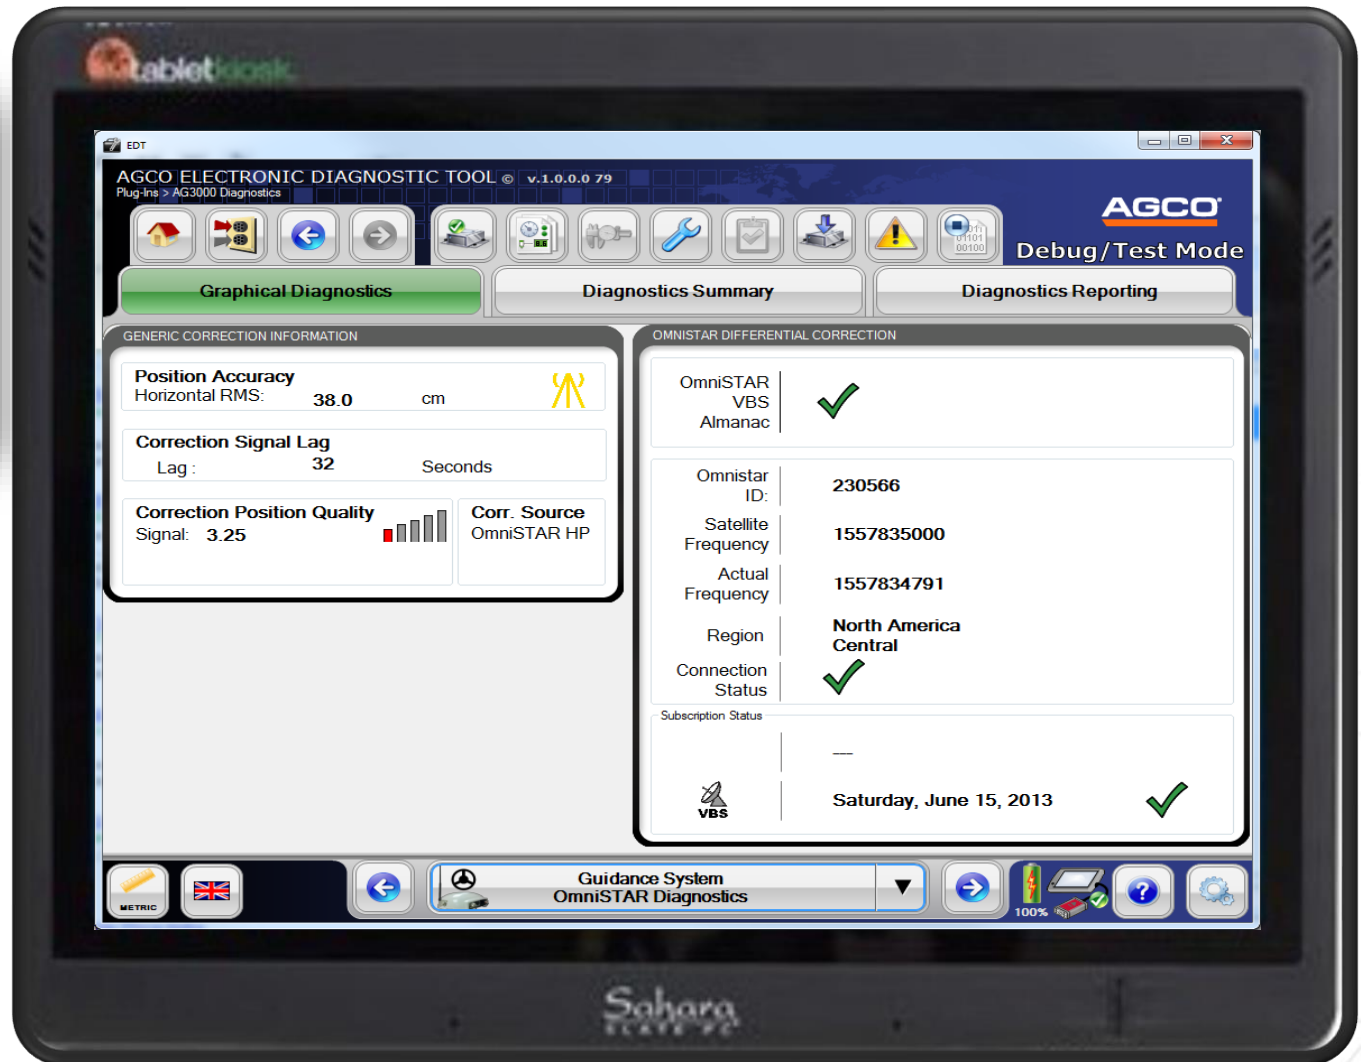 tabletkiosk
EDT
AGCO ELECTRONIC DIAGNOSTIC TOOL © v.1.0.0.0 79
Plug-Ins > AG3000 Diagnostics
AGCO
Debug/Test Mode
Graphical Diagnostics
Diagnostics Summary
Diagnostics Reporting
GENERIC CORRECTION INFORMATION
Position Accuracy
Horizontal RMS: 38.0 cm
Correction Signal Lag
Lag : 32 Seconds
Correction Position Quality
Signal: 3.25
Corr. Source
OmniSTAR HP
OMNISTAR DIFFERENTIAL CORRECTION
OmniSTAR
VBS
Almanac
Omnistar
ID:
230566
Satellite
Frequency
1557835000
Actual
Frequency
1557834791
Region
North America
Central
Connection
Status
Subscription Status
---
VBS
Saturday, June 15, 2013
METRIC
Guidance System
OmniSTAR Diagnostics
100%
?
Sahara
SLATE PC